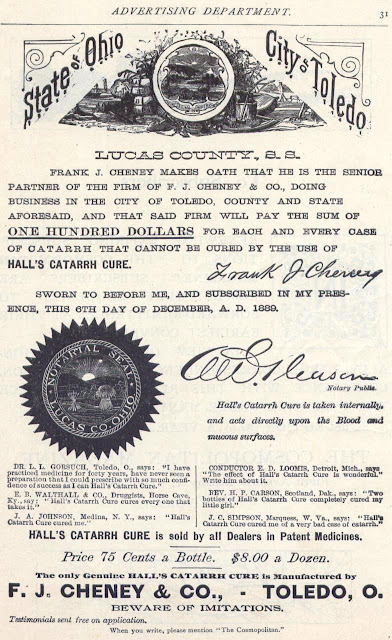 ADVERTISING DEPARTMENT.
31
State of Ohio
City of Toledo
LUCAS COUNTY, S. S.
FRANK J. CHENEY MAKES OATH THAT HE IS THE SENIOR
PARTNER OF THE FIRM OF F. J. CHENEY & CO., DOING
BUSINESS IN THE CITY OF TOLEDO, COUNTY AND STATE
AFORESAID, AND THAT SAID FIRM WILL PAY THE SUM OF
ONE HUNDRED DOLLARS FOR EACH AND EVERY CASE
OF CATARRH THAT CANNOT BE CURED BY THE USE OF
HALL'S CATARRH CURE.
Frank J Cheney
SWORN TO BEFORE ME, AND SUBSCRIBED IN MY PRES-
ENCE, THIS 6TH DAY OF DECEMBER, A. D. 1889.
NOTARIAL SEAL
LUCAS CO. OHIO
A. W. Gleason
Notary Public.
Hall's Catarrh Cure is taken internally,
and acts directly upon the Blood and
mucous surfaces.
DR. L. L. GORSUCH, Toledo, O., says: "I have
practiced medicine for forty years, have never seen a
preparation that I could prescribe with so much confi-
dence of success as I can Hall's Catarrh Cure."
E. B. WALTHALL & CO., Druggists, Horse Cave,
Ky., say: "Hall's Catarrh Cure cures every one that
takes it."
J. A. JOHNSON, Medina, N. Y., says: "Hall's
Catarrh Cure cured me."
CONDUCTOR E. D. LOOMIS, Detroit, Mich., says
"The effect of Hall's Catarrh Cure is wonderful."
Write him about it.
REV. H. P. CARSON, Scotland, Dak., says: "Two
bottles of Hall's Catarrh Cure completely cured my
little girl."
J. C. SIMPSON, Marquess, W. Va., says: "Hall's
Catarrh Cure cured me of a very bad case of catarrh."
HALL'S CATARRH CURE is sold by all Dealers in Patent Medicines.
Price 75 Cents a Bottle. $8.00 a Dozen.
The only Genuine HALL'S CATARRH CURE is Manufactured by
F. J. CHENEY & CO., - TOLEDO, O.
BEWARE OF IMITATIONS.
Testimonials sent free on application.
When you write, please mention "The Cosmopolitan."